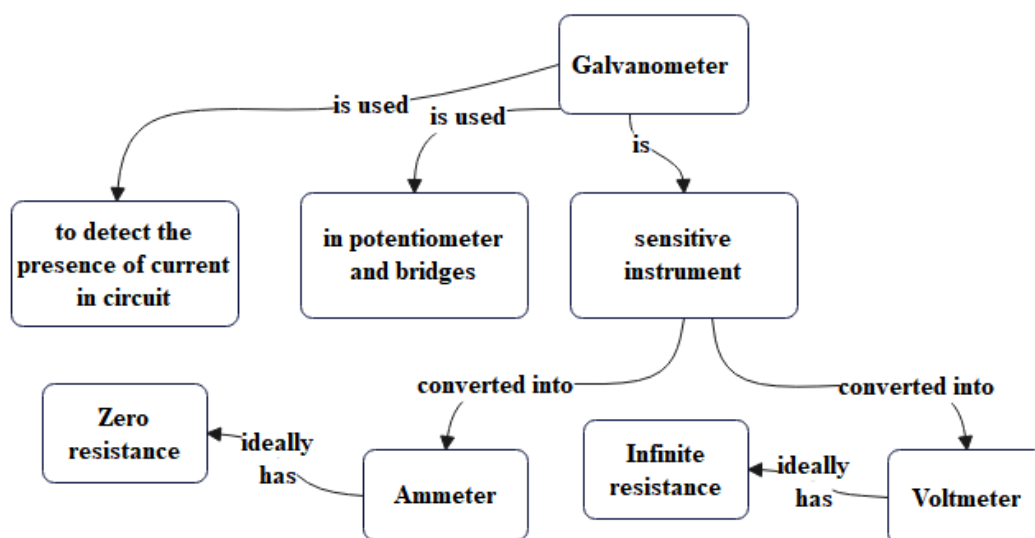 Galvanometer
is used
is used
is
to detect the
presence of current
in circuit
in potentiometer
and bridges
sensitive
instrument
converted into
converted into
Zero
resistance
ideally
has
Ammeter
Infinite
resistance
ideally
has
Voltmeter